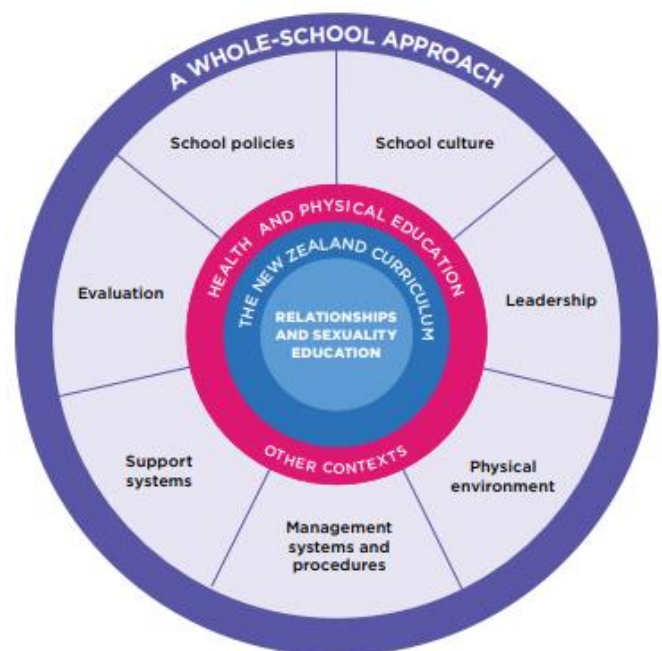 A WHOLE-SCHOOL APPROACH
School policies
School culture
HEALTH AND PHYSICAL EDUCATION
THE NEW ZEALAND CURRICULUM
Evaluation
RELATIONSHIPS
AND SEXUALITY
EDUCATION
Leadership
OTHER CONTEXTS
Support
systems
Physical
environment
Management
systems and
procedures